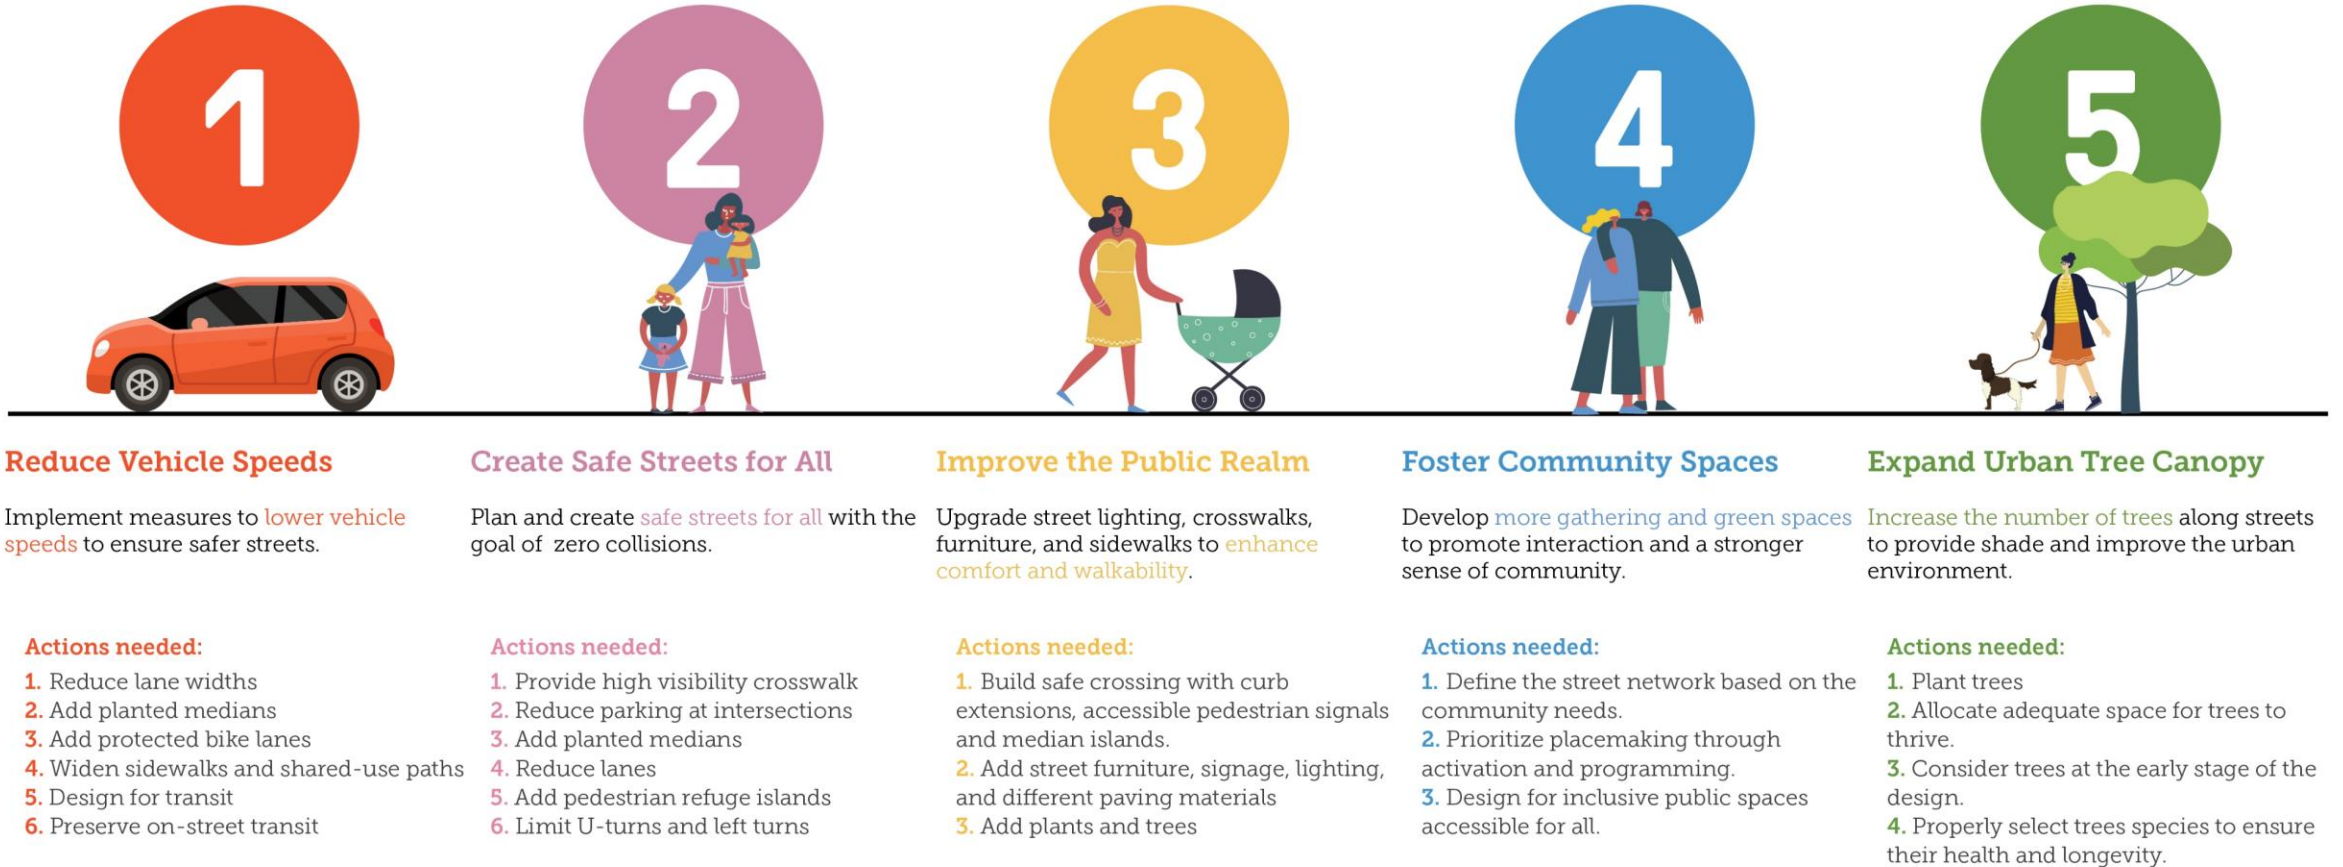 1
Reduce Vehicle Speeds
Implement measures to lower vehicle
speeds to ensure safer streets.
Actions needed:
1. Reduce lane widths
2. Add planted medians
3. Add protected bike lanes
4. Widen sidewalks and shared-use paths
5. Design for transit
6. Preserve on-street transit
2
Create Safe Streets for All
Plan and create safe streets for all with the
goal of zero collisions.
Actions needed:
1. Provide high visibility crosswalk
2. Reduce parking at intersections
3. Add planted medians
4. Reduce lanes
5. Add pedestrian refuge islands
6. Limit U-turns and left turns
3
Improve the Public Realm
Upgrade street lighting, crosswalks,
furniture, and sidewalks to enhance
comfort and walkability.
Actions needed:
1. Build safe crossing with curb
extensions, accessible pedestrian signals
and median islands.
2. Add street furniture, signage, lighting,
and different paving materials
3. Add plants and trees
4
Foster Community Spaces
Develop more gathering and green spaces
to promote interaction and a stronger
sense of community.
Actions needed:
1. Define the street network based on the
community needs.
2. Prioritize placemaking through
activation and programming.
3. Design for inclusive public spaces
accessible for all.
5
Expand Urban Tree Canopy
Increase the number of trees along streets
to provide shade and improve the urban
environment.
Actions needed:
1. Plant trees
2. Allocate adequate space for trees to
thrive.
3. Consider trees at the early stage of the
design.
4. Properly select trees species to ensure
their health and longevity.